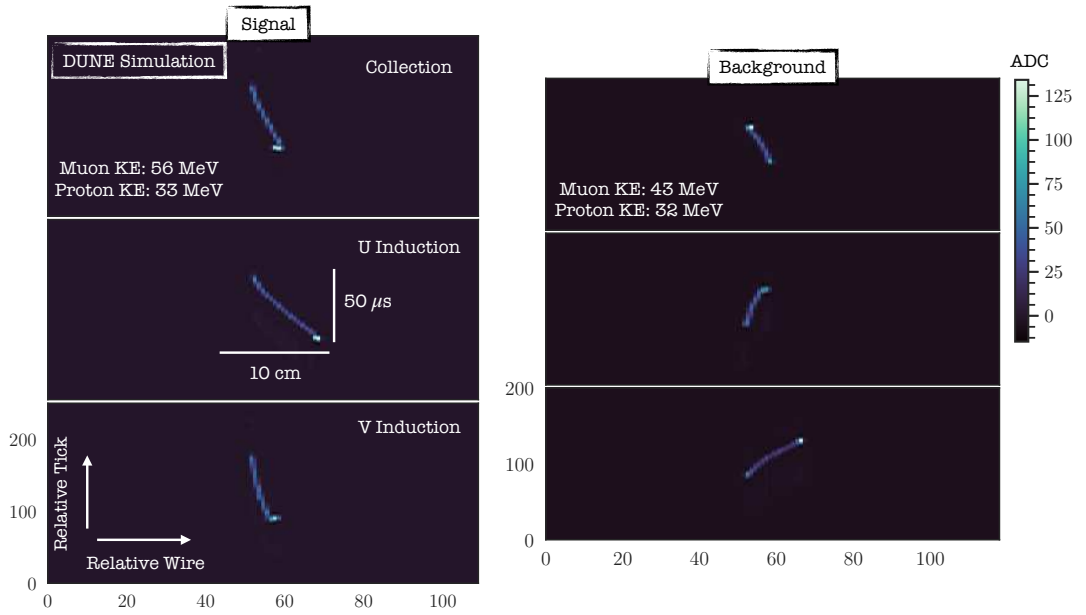 Signal
DUNE Simulation
Collection
Muon KE: 56 MeV
Proton KE: 33 MeV
U Induction
50 μs
10 cm
V Induction
200
100
0
Relative Tick
Relative Wire
0 20 40 60 80 100
Background
Muon KE: 43 MeV
Proton KE: 32 MeV
200
100
0
0 20 40 60 80 100
ADC
125
100
75
50
25
0